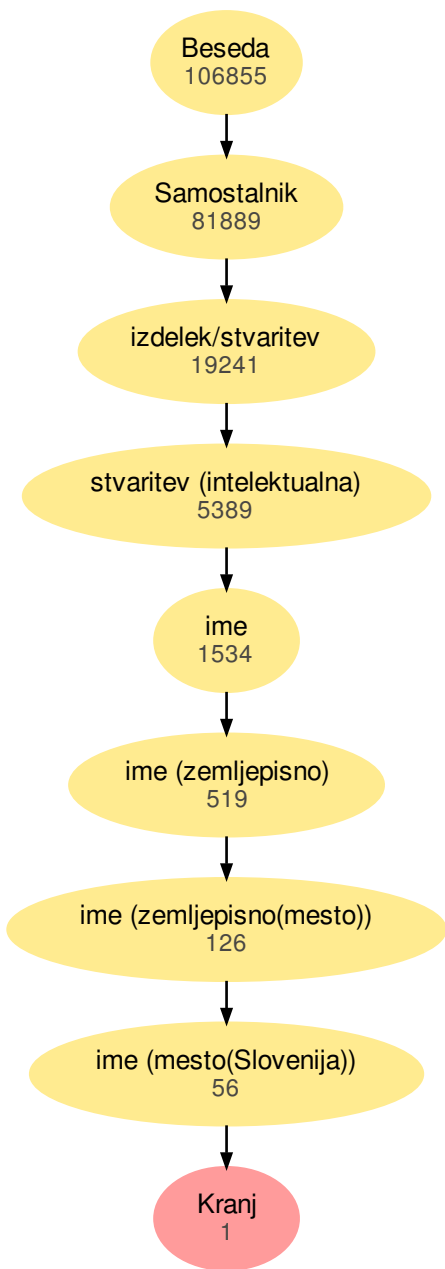 Beseda
106855
Samostalnik
81889
izdelek/stvaritev
19241
stvaritev (intelektualna)
5389
ime
1534
ime (zemljepisno)
519
ime (zemljepisno(mesto))
126
ime (mesto(Slovenija))
56
Kranj
1